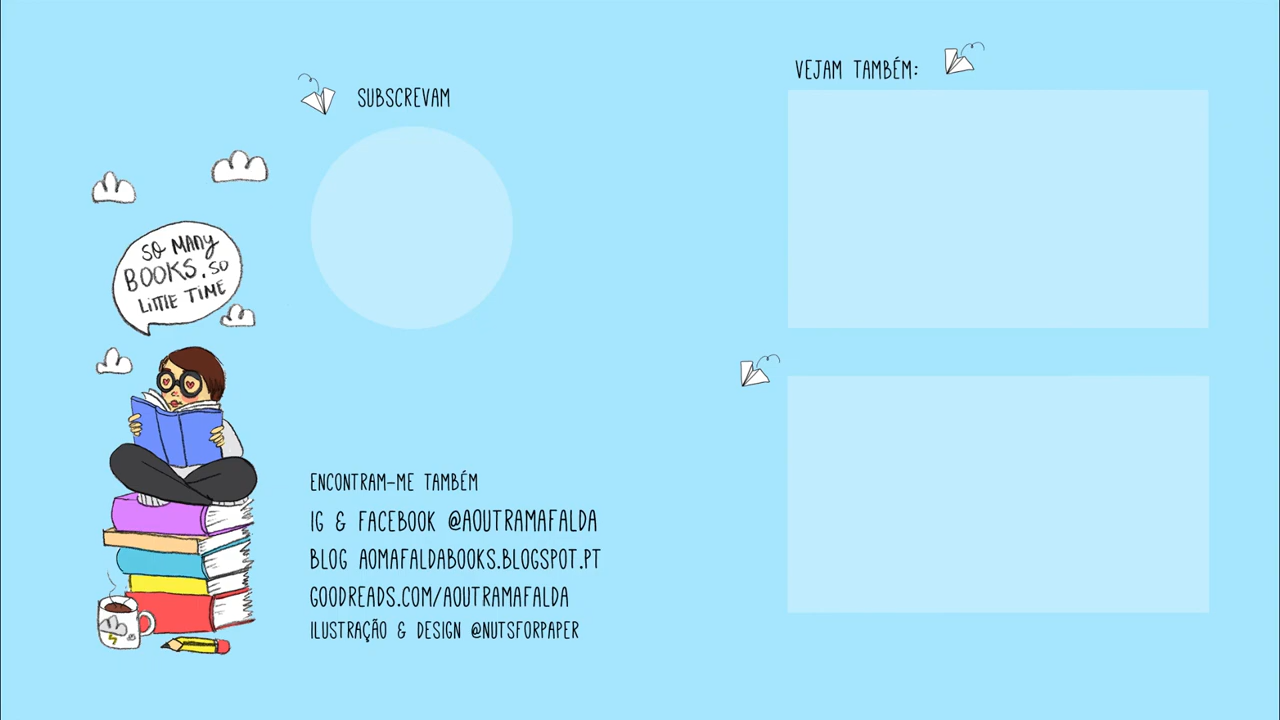 SUBSCREVAM
VEJAM TAMBÉM:
SO MANY
BOOKS, SO
LITTLE TIME
ENCONTRAM-ME TAMBÉM
IG & FACEBOOK @AOUTRAMAFALDA
BLOG AOMAFALDABOOKS.BLOGSPOT.PT
GOODREADS.COM/AOUTRAMAFALDA
ILUSTRAÇÃO & DESIGN @NUTSFORPAPER